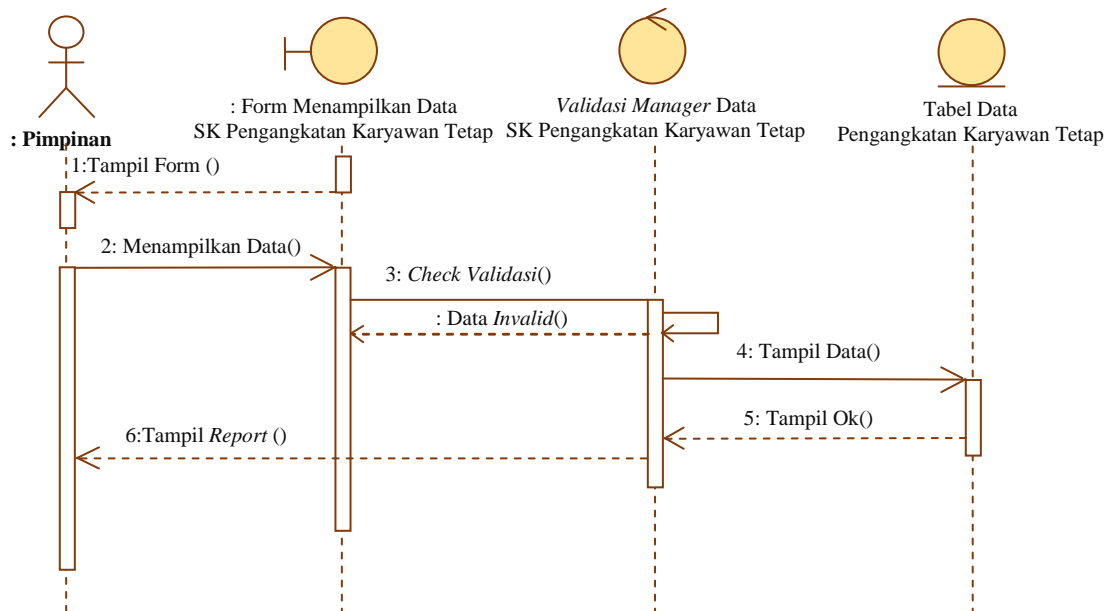 : Pimpinan
: Form Menampilkan Data
SK Pengangkatan Karyawan Tetap
Validasi Manager Data
SK Pengangkatan Karyawan Tetap
Tabel Data
Pengangkatan Karyawan Tetap
1:Tampil Form ()
2: Menampilkan Data()
3: Check Validasi()
: Data Invalid()
4: Tampil Data()
5: Tampil Ok()
6:Tampil Report ()